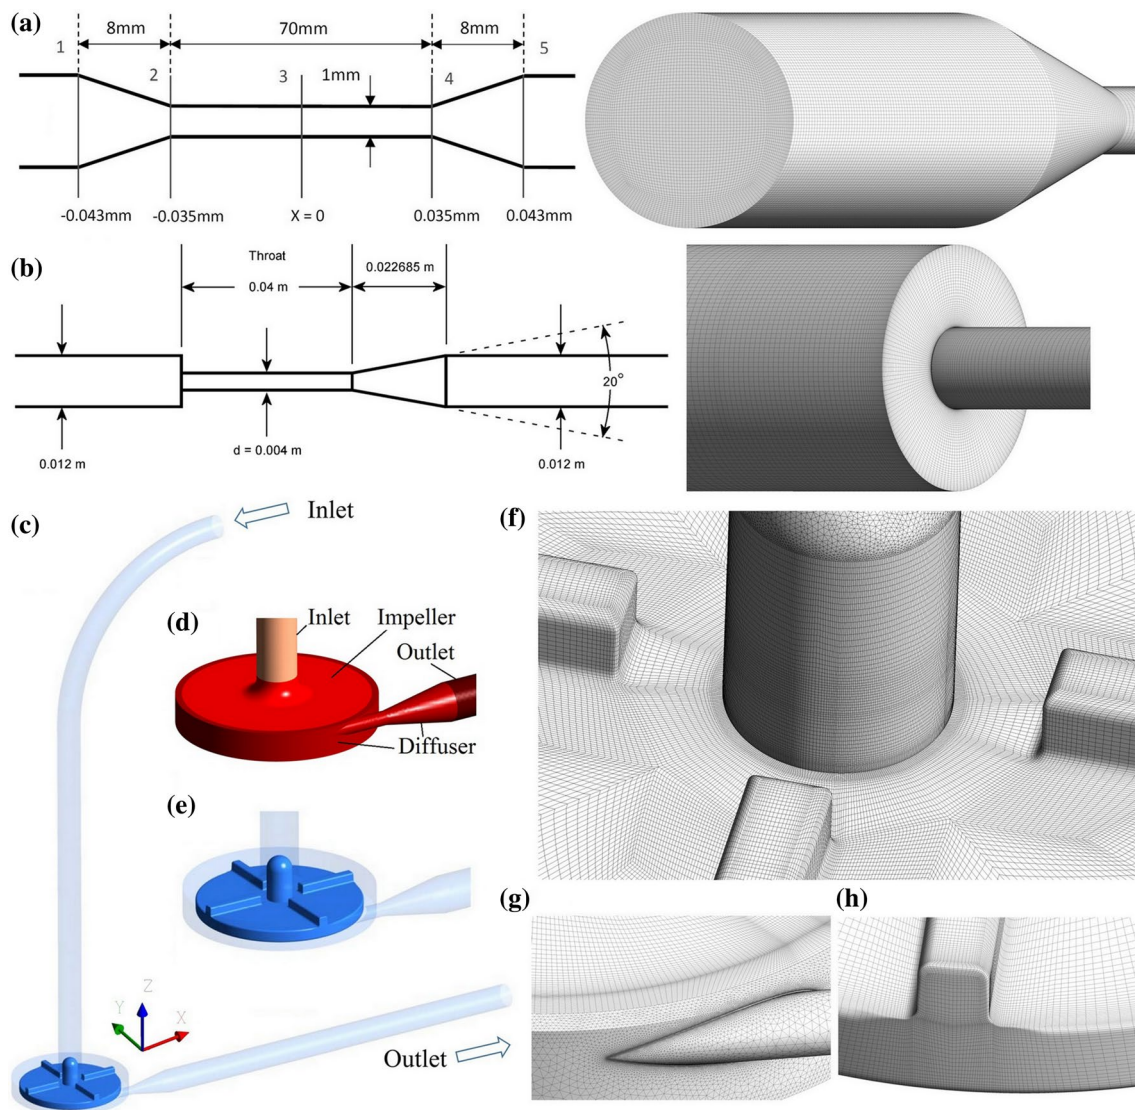 (a)
8mm
70mm
8mm
1
5
2
3
1mm
4
-0.043mm
-0.035mm
X = 0
0.035mm
0.043mm
(b)
Throat
0.022685 m
0.04 m
20°
0.012 m
d = 0.004 m
0.012 m
(c)
Inlet
(f)
(d)
Inlet
Impeller
Outlet
Diffuser
(e)
(g)
(h)
Z
Y
X
Outlet